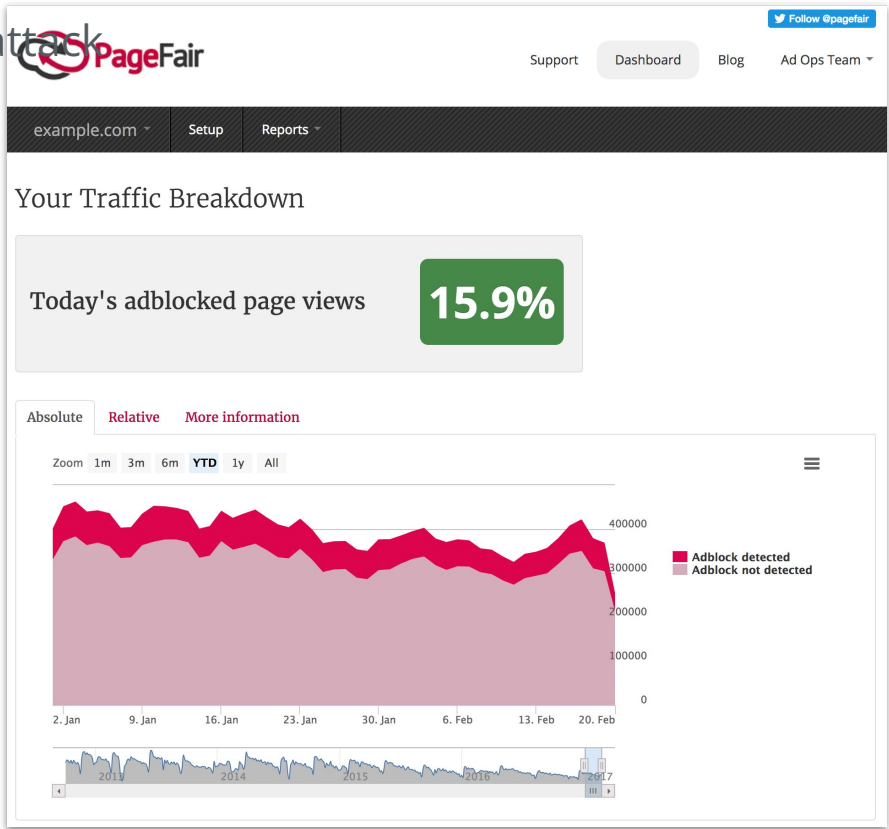 Follow @pagefair
ttack
PageFair
Support Dashboard Blog Ad Ops Team
example.com Setup Reports
Your Traffic Breakdown
Today's adblocked page views 15.9%
Absolute Relative More information
Zoom 1m 3m 6m YTD 1y All
400000
300000
200000
100000
0
Adblock detected
Adblock not detected
2. Jan 9. Jan 16. Jan 23. Jan 30. Jan 6. Feb 13. Feb 20. Feb
2013 2014 2015 2016 2017